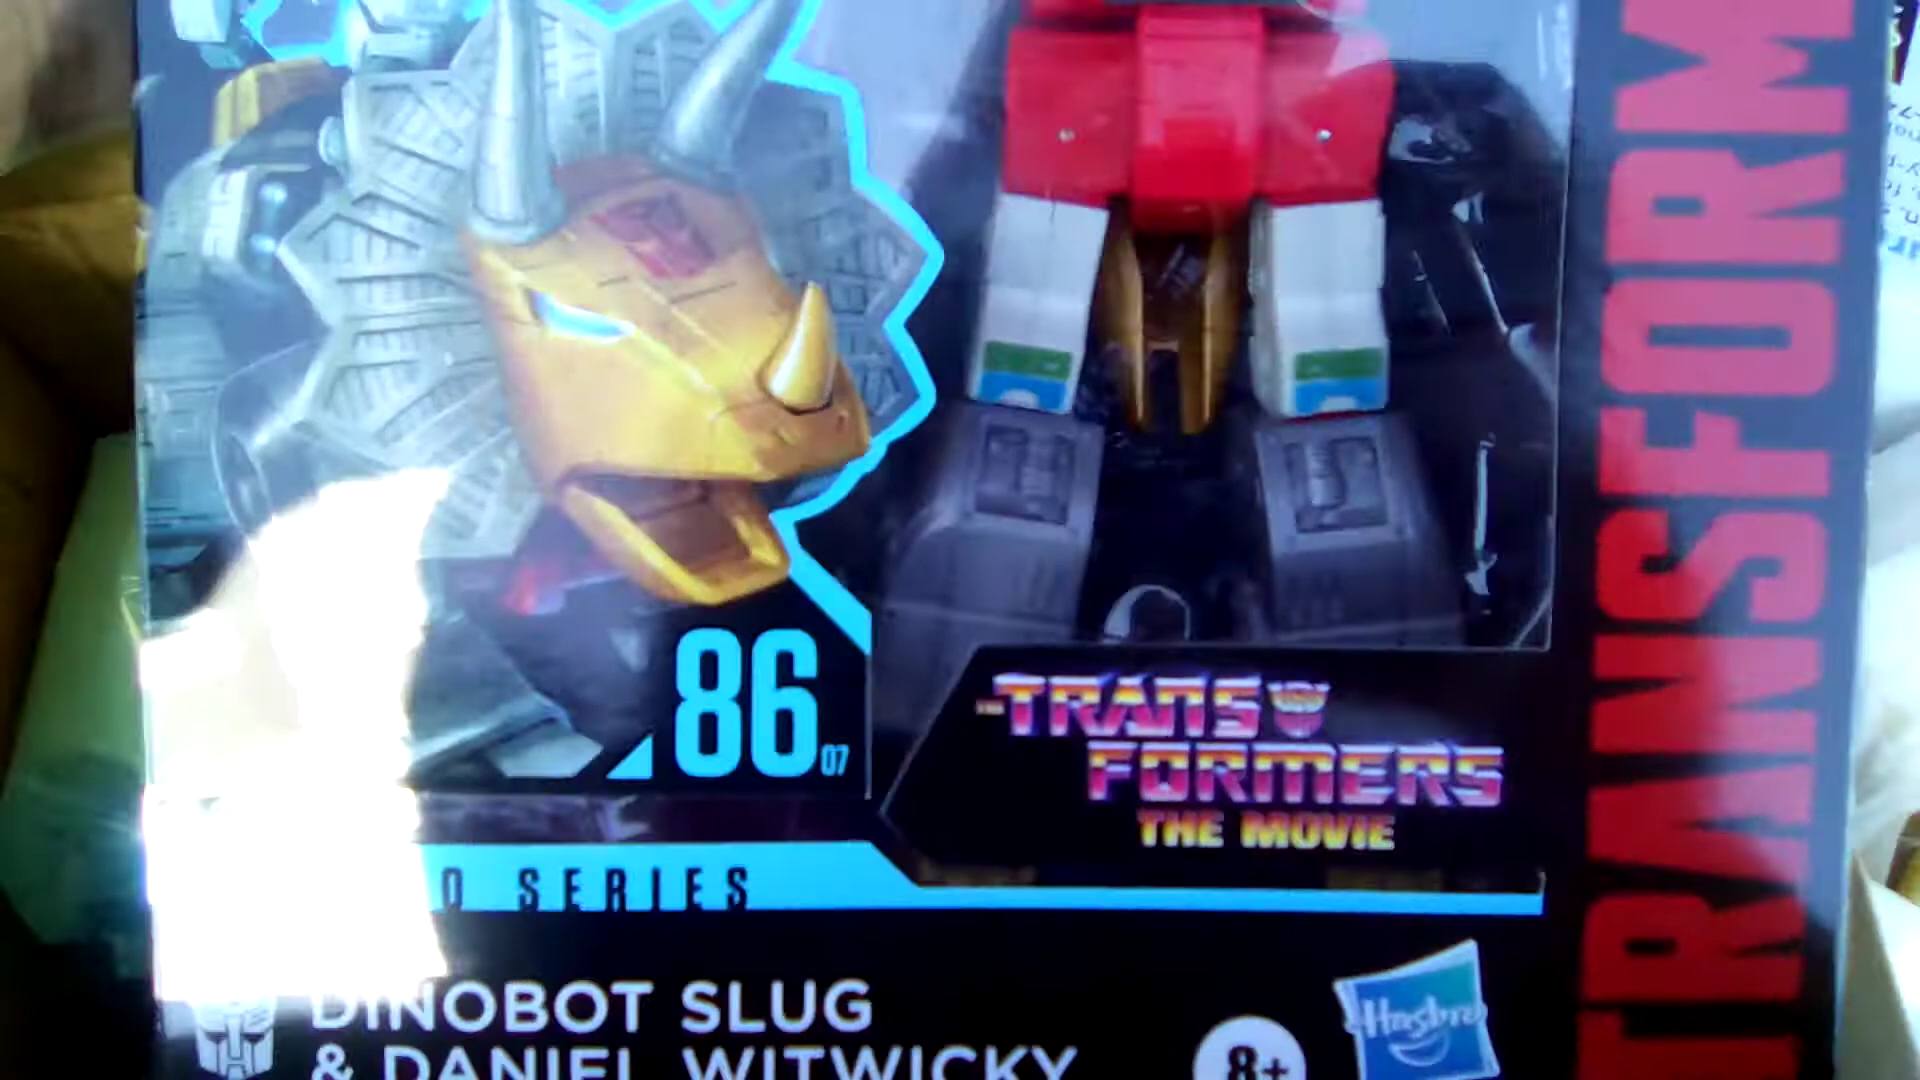 86
07
TRANS
FORMERS
THE MOVIE
O SERIES
DINOBOT SLUG
& DANIEL WITWICKY
8+
Hasbro
TRANSFORM